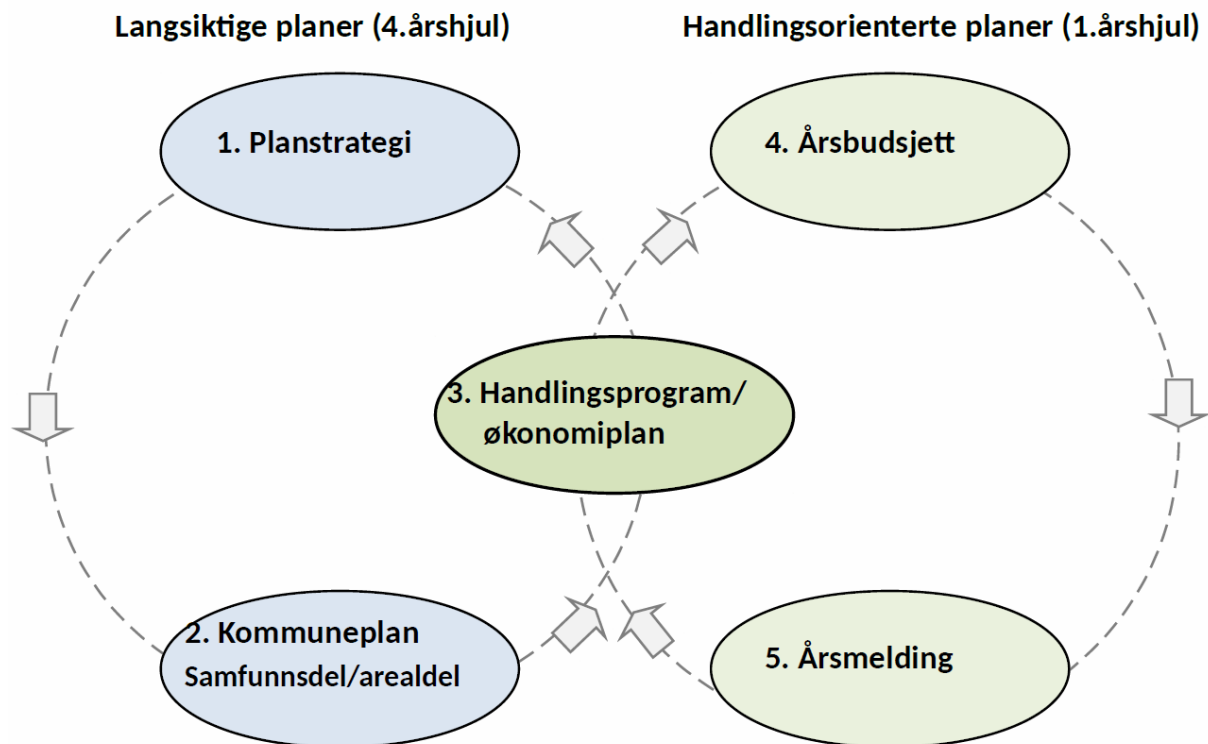 Langsiktige planer (4.årshjul)
Handlingsorienterte planer (1.årshjul)
1. Planstrategi
4. Årsbudsjett
3. Handlingsprogram/
økonomiplan
2. Kommuneplan
Samfunnsdel/arealdel
5. Årsmelding